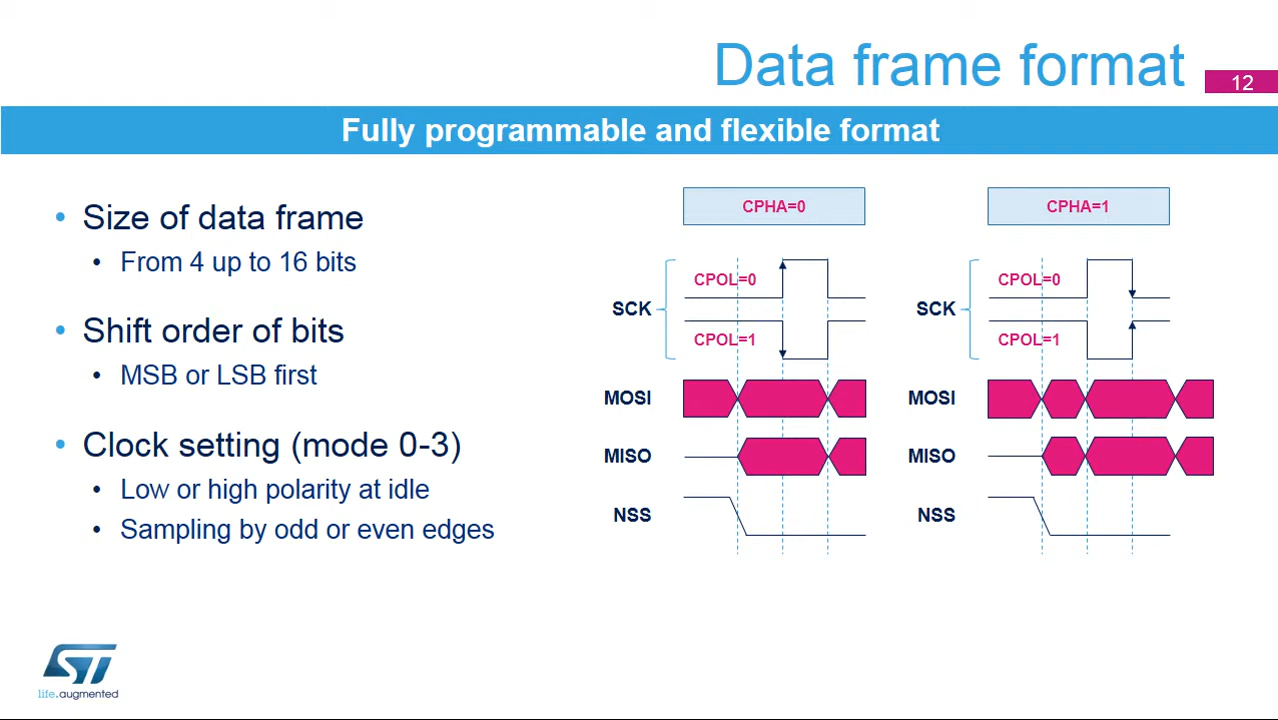 Data frame format
12
Fully programmable and flexible format
• Size of data frame
• From 4 up to 16 bits
• Shift order of bits
• MSB or LSB first
• Clock setting (mode 0-3)
• Low or high polarity at idle
• Sampling by odd or even edges
CPHA=0
SCK
CPOL=0
CPOL=1
MOSI
MISO
NSS
CPHA=1
SCK
CPOL=0
CPOL=1
MOSI
MISO
NSS
ST
life.augmented